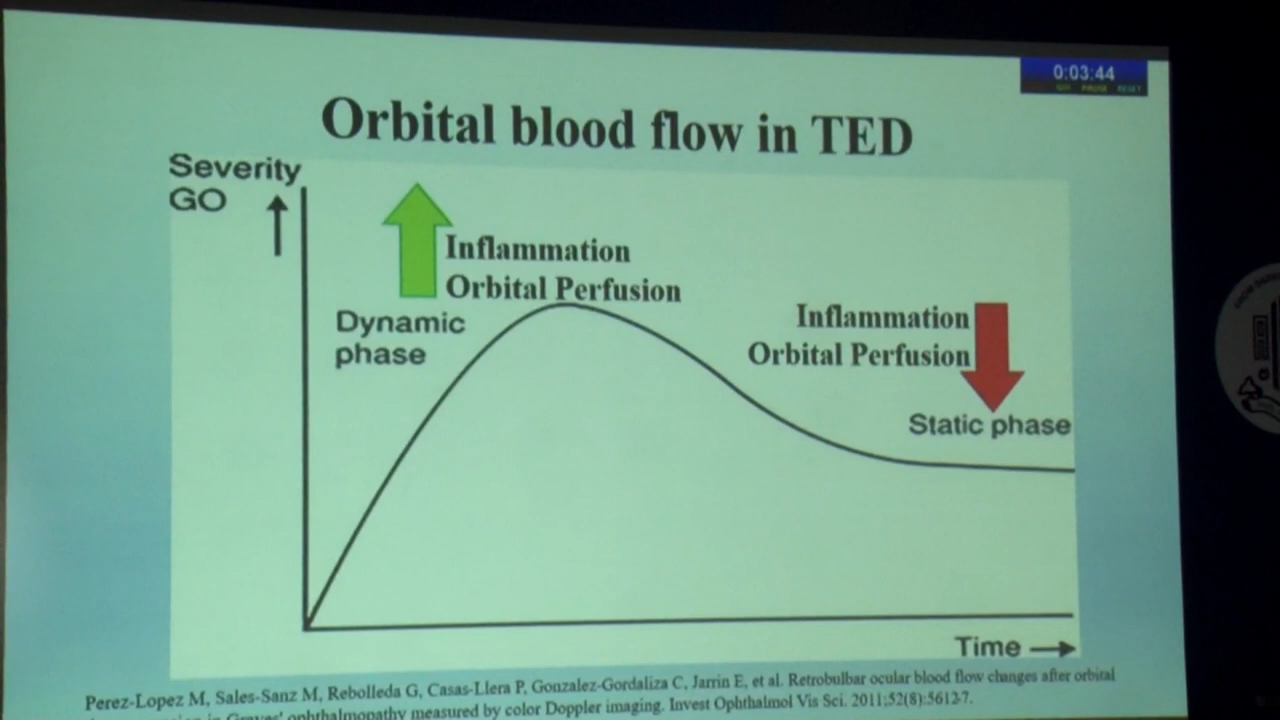 0:03:44
PAUSE RESET
Orbital blood flow in TED
Severity
GO
Inflammation
Orbital Perfusion
Dynamic
phase
Inflammation
Orbital Perfusion
Static phase
Time
Perez-Lopez M, Sales-Sanz M, Rebolleda G, Casas-Llera P, Gonzalez-Gordaliza C, Jarrin E, et al. Retrobulbar ocular blood flow changes after orbital
in Graves' ophthalmopathy measured by color Doppler imaging. Invest Ophthalmol Vis Sci. 2011;52(8):5612-7.